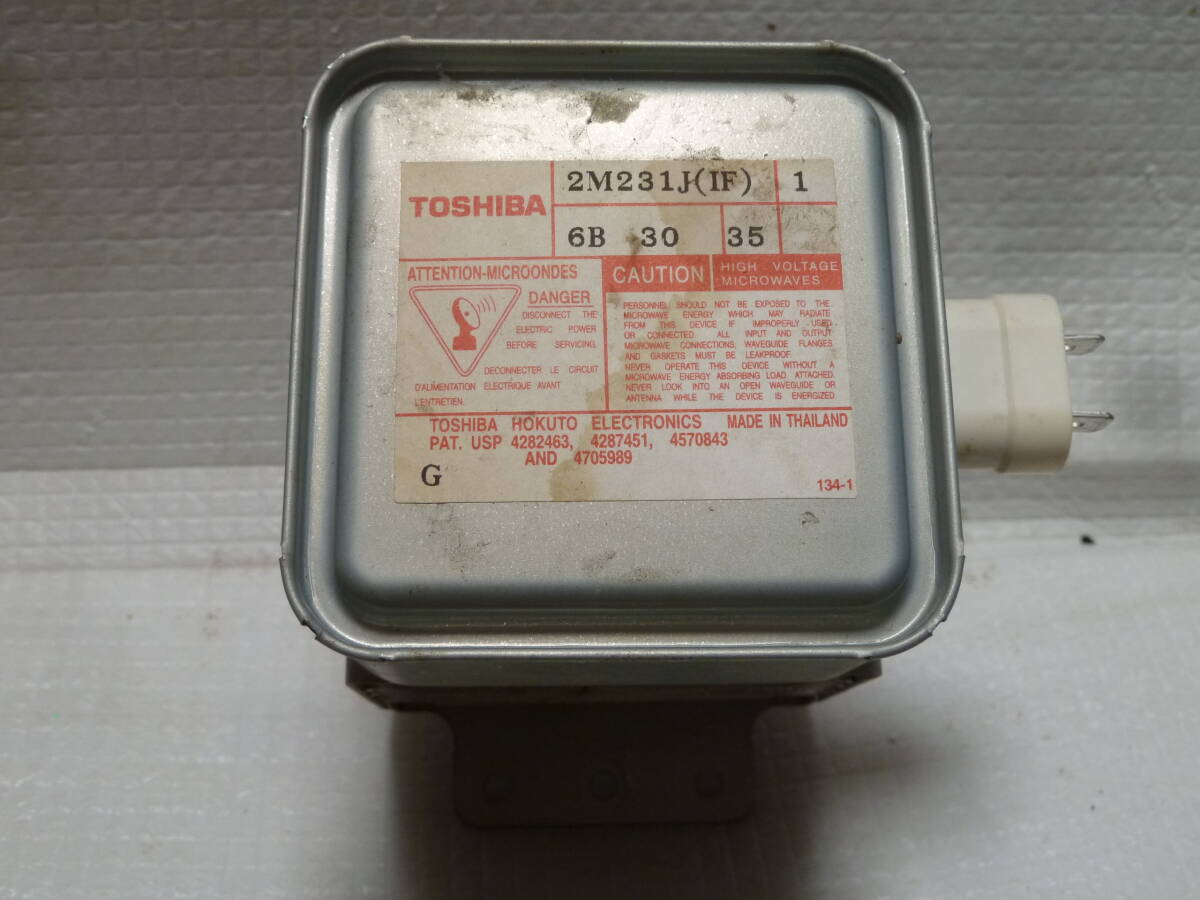 TOSHIBA
2M231J(IF) 1
6B 30 35
ATTENTION-MICROONDES
DANGER
DISCONNECT THE
ELECTRIC POWER
BEFORE SERVICING.
DECONNECTER LE CIRCUIT
D'ALIMENTATION ELECTRIQUE AVANT
L'ENTRETIEN.
CAUTION
HIGH VOLTAGE
MICROWAVES
PERSONNEL SHOULD NOT BE EXPOSED TO THE
MICROWAVE ENERGY WHICH MAY RADIATE
FROM THIS DEVICE IF IMPROPERLY USED
OR CONNECTED. ALL INPUT AND OUTPUT
MICROWAVE CONNECTIONS, WAVEGUIDE FLANGES
AND GASKETS MUST BE LEAKPROOF.
NEVER OPERATE THIS DEVICE WITHOUT A
MICROWAVE ENERGY ABSORBING LOAD ATTACHED.
NEVER LOOK INTO AN OPEN WAVEGUIDE OR
ANTENNA WHILE THE DEVICE IS ENERGIZED.
TOSHIBA HOKUTO ELECTRONICS MADE IN THAILAND
PAT. USP 4282463, 4287451, 4570843
AND 4705989
G
134-1